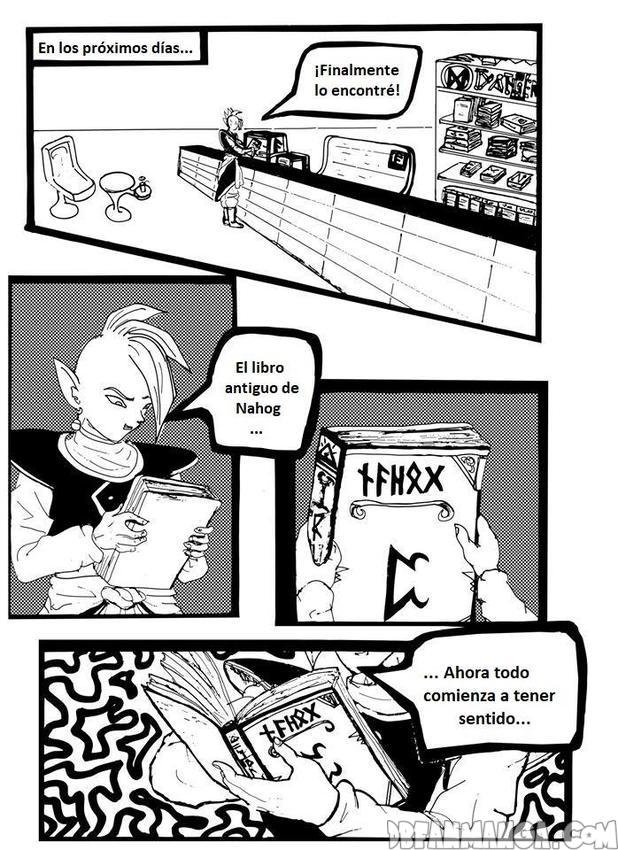 En los próximos días...
¡Finalmente
lo encontré!
El libro
antiguo de
Nahog
...
... Ahora todo
comienza a tener
sentido...
DBFANMANGA.COM